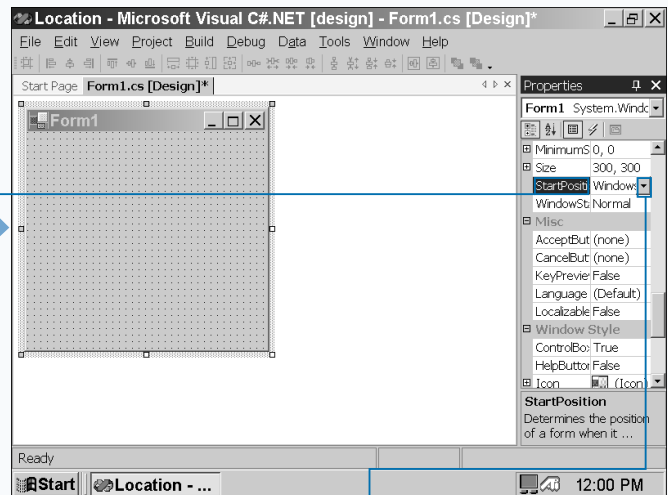 Location - Microsoft Visual C#.NET [design] - Form1.cs [Design]*
File Edit View Project Build Debug Data Tools Window Help
Start Page Form1.cs [Design]*
Properties
Form1
Form1 System.Windo
MinimumS 0, 0
Size 300, 300
StartPositi Windows
WindowSt Normal
Misc
AcceptBut (none)
CancelBut (none)
KeyPreview False
Language (Default)
Localizable False
Window Style
ControlBo True
HelpButton False
Icon (Icon)
StartPosition
Determines the position
of a form when it ...
Ready
Start Location - ... 12:00 PM